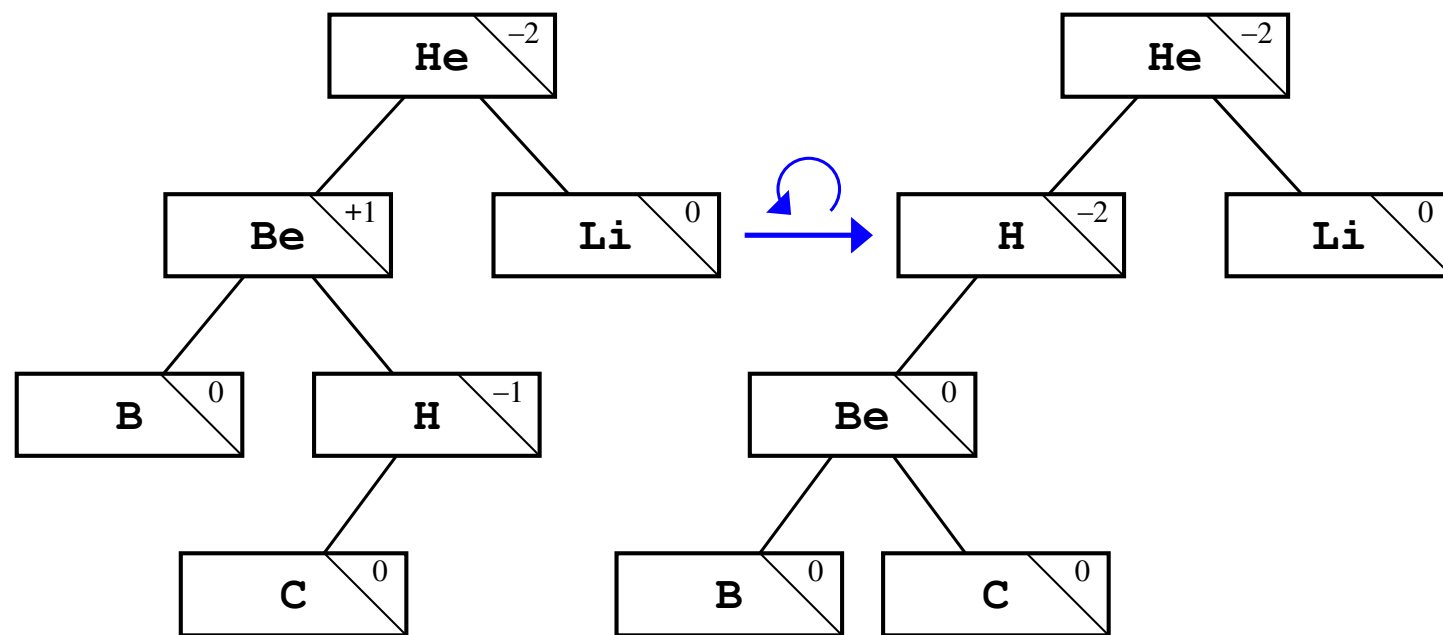 He –2 He –2
Be +1 Li 0 H –2 Li 0
B 0 H –1 Be 0
C 0 B 0 C 0